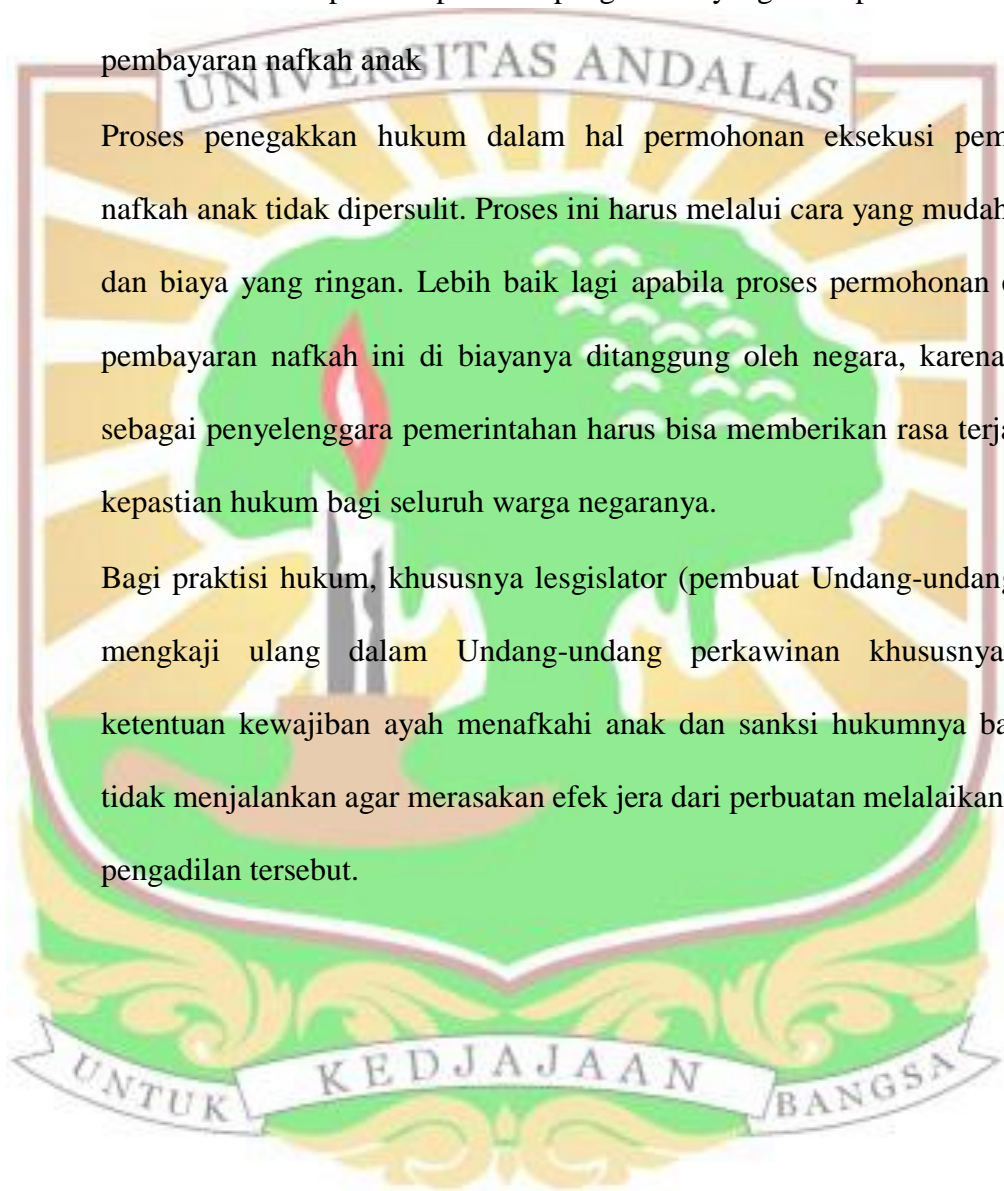 pembayaran nafkah anak
UNIVERSITAS ANDALAS
Proses penegakkan hukum dalam hal permohonan eksekusi pem
nafkah anak tidak dipersulit. Proses ini harus melalui cara yang mudah
dan biaya yang ringan. Lebih baik lagi apabila proses permohonan
pembayaran nafkah ini di biayanya ditanggung oleh negara, karena
sebagai penyelenggara pemerintahan harus bisa memberikan rasa terja
kepastian hukum bagi seluruh warga negaranya.
Bagi praktisi hukum, khususnya lesgislator (pembuat Undang-undang
mengkaji ulang dalam Undang-undang perkawinan khususnya
ketentuan kewajiban ayah menafkahi anak dan sanksi hukumnya ba
tidak menjalankan agar merasakan efek jera dari perbuatan melalaikan
pengadilan tersebut.
UNTUK KEDJAJAAN BANGSA